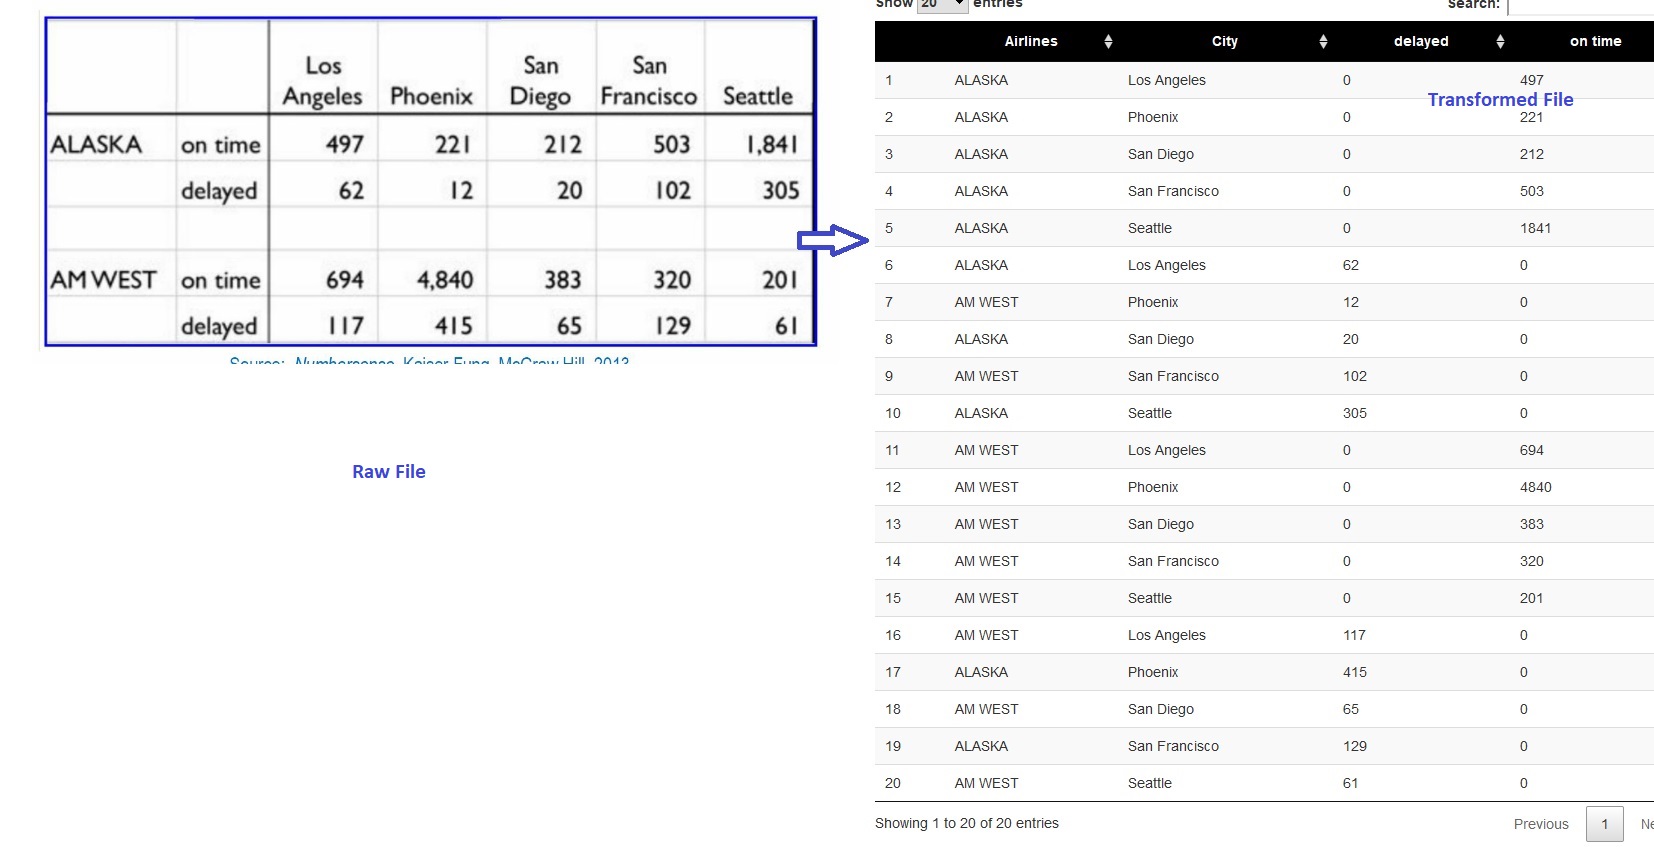 Los Angeles Phoenix San Diego San Francisco Seattle
ALASKA on time 497 221 212 503 1,841
delayed 62 12 20 102 305
AM WEST on time 694 4,840 383 320 201
delayed 117 415 65 129 61
Source: Numbersense, Kaiser Fung, McGraw Hill, 2013
Raw File
Show 20 entries Search:
Airlines City delayed on time
1 ALASKA Los Angeles 0 497
Transformed File
2 ALASKA Phoenix 0 221
3 ALASKA San Diego 0 212
4 ALASKA San Francisco 0 503
5 ALASKA Seattle 0 1841
6 ALASKA Los Angeles 62 0
7 AM WEST Phoenix 12 0
8 ALASKA San Diego 20 0
9 AM WEST San Francisco 102 0
10 ALASKA Seattle 305 0
11 AM WEST Los Angeles 0 694
12 AM WEST Phoenix 0 4840
13 AM WEST San Diego 0 383
14 AM WEST San Francisco 0 320
15 AM WEST Seattle 0 201
16 AM WEST Los Angeles 117 0
17 ALASKA Phoenix 415 0
18 AM WEST San Diego 65 0
19 ALASKA San Francisco 129 0
20 AM WEST Seattle 61 0
Showing 1 to 20 of 20 entries Previous 1 Ne